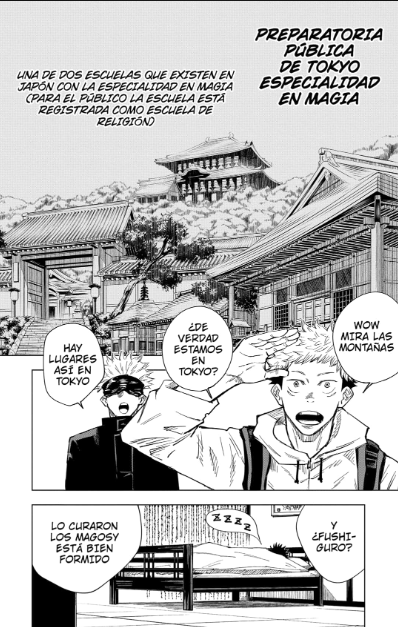 PREPARATORIA
PÚBLICA
DE TOKYO
ESPECIALIDAD
EN MAGIA
UNA DE DOS ESCUELAS QUE EXISTEN EN
JAPÓN CON LA ESPECIALIDAD EN MAGIA
(PARA EL PÚBLICO LA ESCUELA ESTÁ
REGISTRADA COMO ESCUELA DE
RELIGIÓN)
WOW
MIRA LAS
MONTAÑAS
¿DE
VERDAD
ESTAMOS
EN
TOKYO?
HAY
LUGARES
ASÍ EN
TOKYO
Y
¿FUSHI-
GURO?
ZZZZ
LO CURARON
LOS MAGOSY
ESTÁ BIEN
FORMIDO